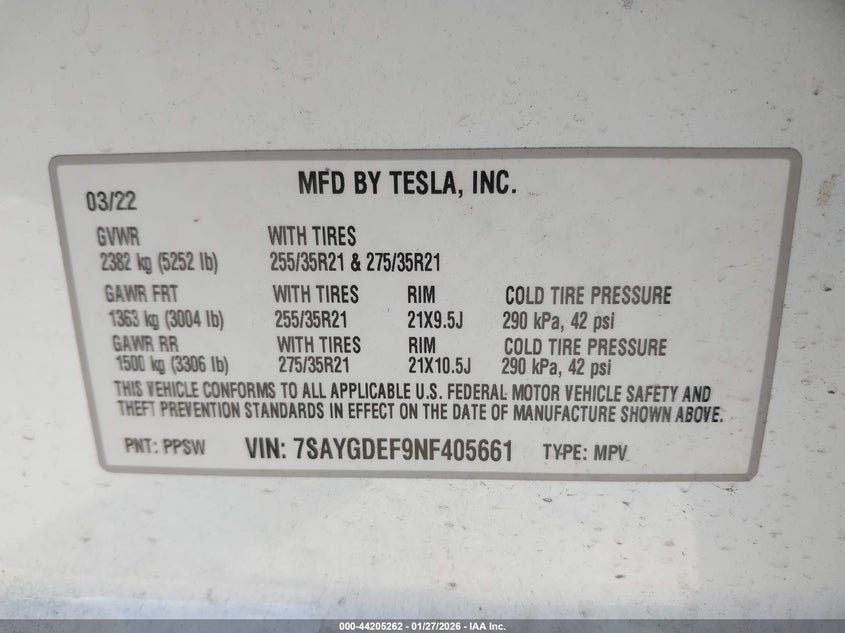 MFD BY TESLA, INC.
03/22
GVWR WITH TIRES
2382 kg (5252 lb) 255/35R21 & 275/35R21
GAWR FRT WITH TIRES RIM COLD TIRE PRESSURE
1363 kg (3004 lb) 255/35R21 21X9.5J 290 kPa, 42 psi
GAWR RR WITH TIRES RIM COLD TIRE PRESSURE
1500 kg (3306 lb) 275/35R21 21X10.5J 290 kPa, 42 psi
THIS VEHICLE CONFORMS TO ALL APPLICABLE U.S. FEDERAL MOTOR VEHICLE SAFETY AND
THEFT PREVENTION STANDARDS IN EFFECT ON THE DATE OF MANUFACTURE SHOWN ABOVE.
PNT: PPSW VIN: 7SAYGDEF9NF405661 TYPE: MPV
000-44205262 - 01/27/2026 - IAA Inc.